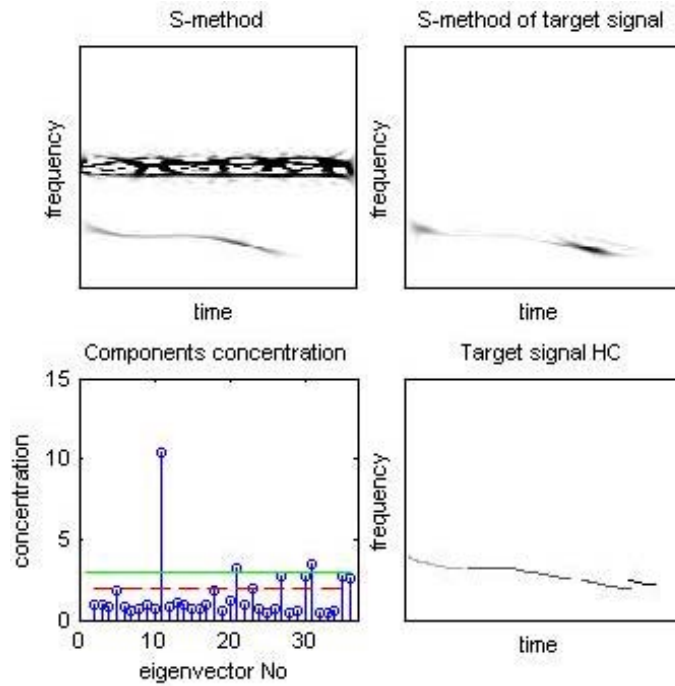 S-method
frequency
time
S-method of target signal
frequency
time
Components concentration
15
10
5
0
concentration
0 10 20 30
eigenvector No
Target signal HC
frequency
time